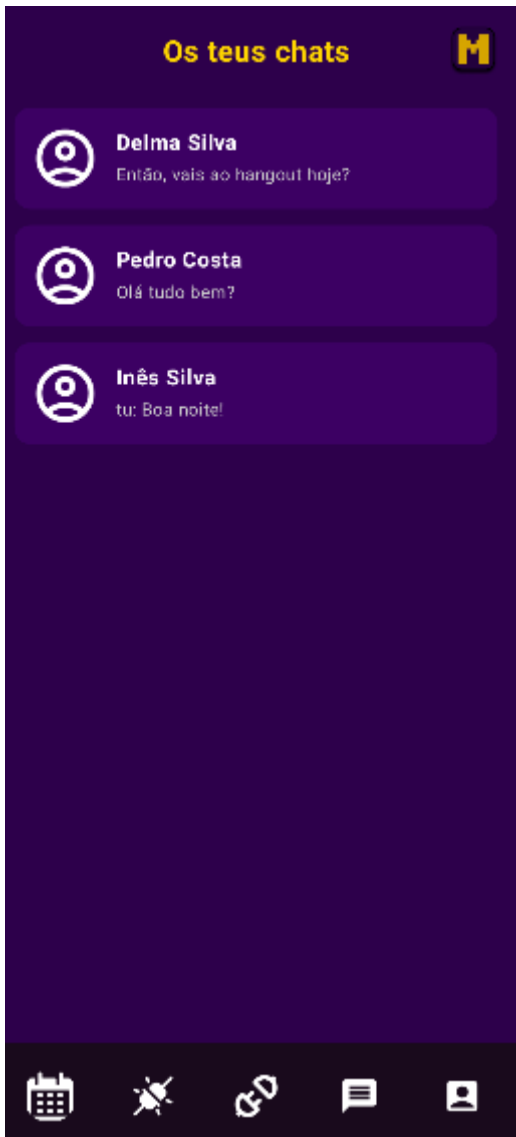 Os teus chats
M
Delma Silva
Então, vais ao hangout hoje?
Pedro Costa
Olá tudo bem?
Inês Silva
tu: Boa noite!